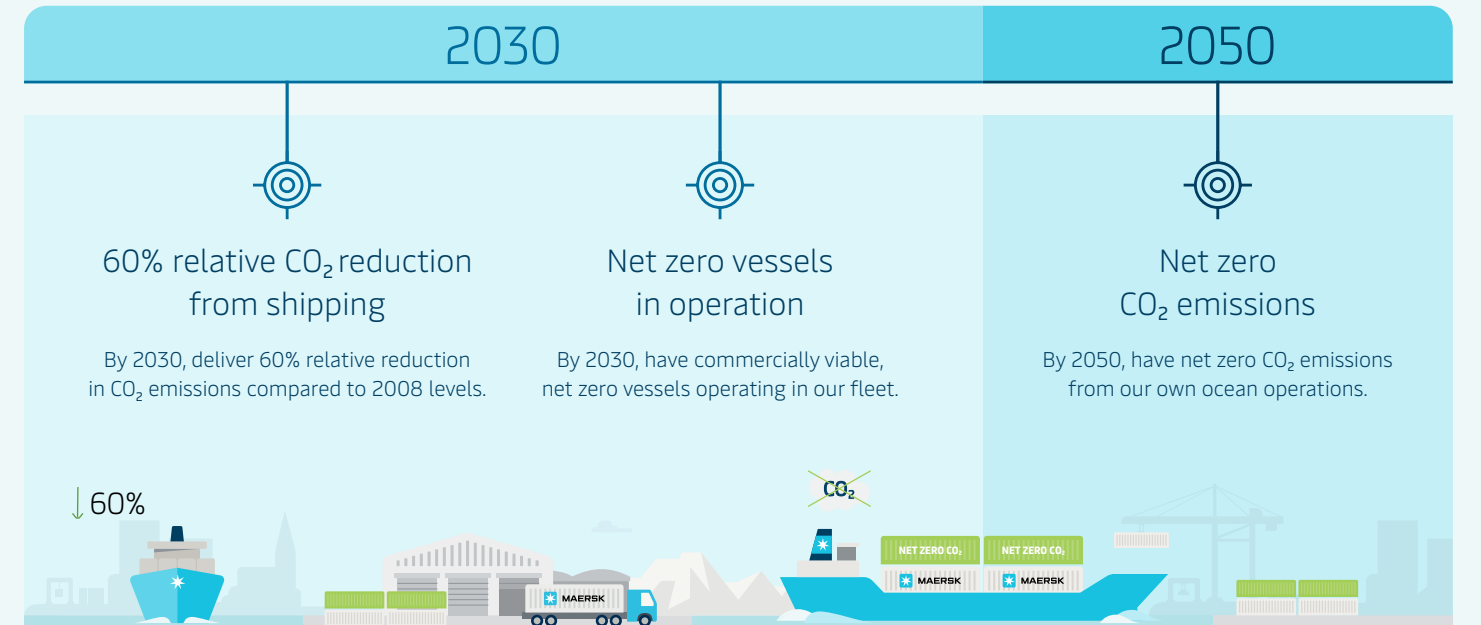 2030
2050
60% relative CO₂ reduction
from shipping
By 2030, deliver 60% relative reduction
in CO₂ emissions compared to 2008 levels.
Net zero vessels
in operation
By 2030, have commercially viable,
net zero vessels operating in our fleet.
Net zero
CO₂ emissions
By 2050, have net zero CO₂ emissions
from our own ocean operations.
↓ 60%
CO₂
NET ZERO CO₂
NET ZERO CO₂
MAERSK
MAERSK
MAERSK